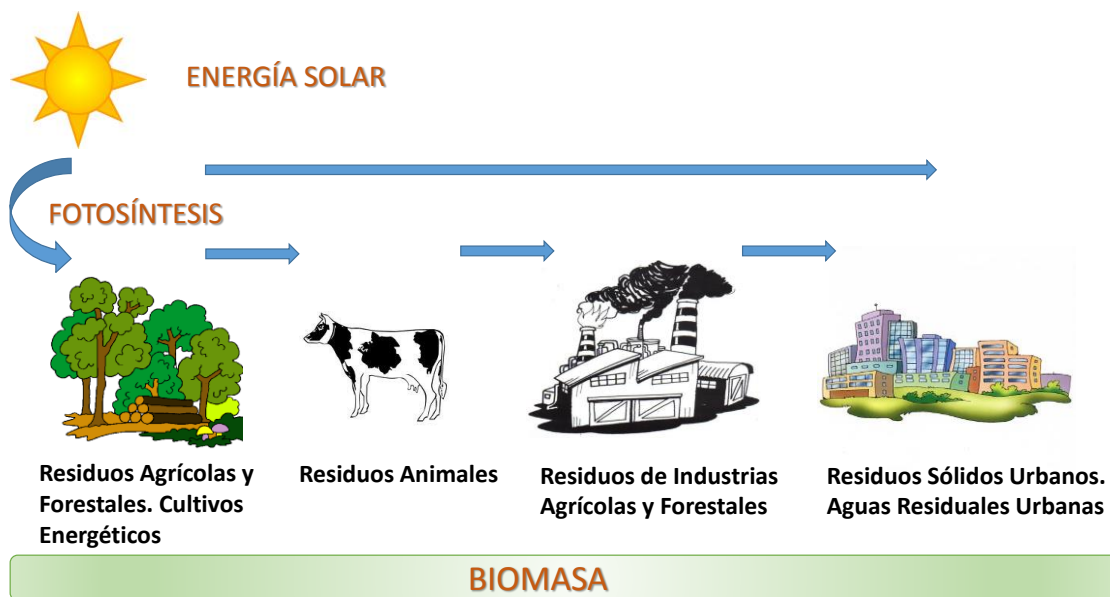 ENERGÍA SOLAR
FOTOSÍNTESIS
Residuos Agrícolas y
Forestales. Cultivos
Energéticos
Residuos Animales
Residuos de Industrias
Agrícolas y Forestales
Residuos Sólidos Urbanos.
Aguas Residuales Urbanas
BIOMASA